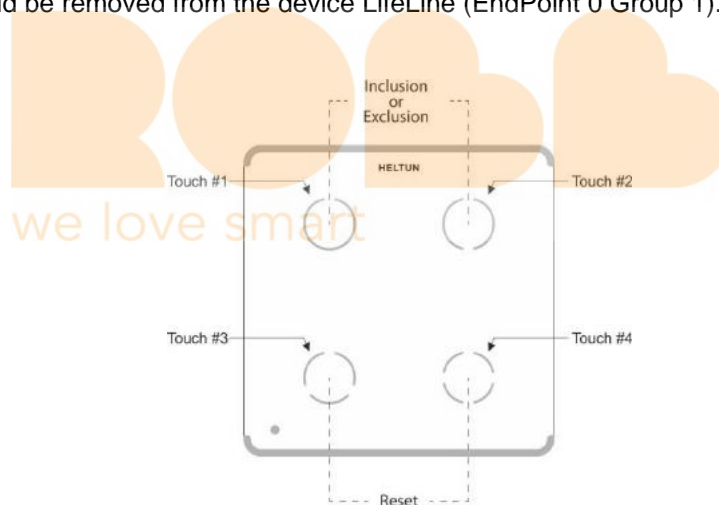 be removed from the device LifeLine (EndPoint 0 Group 1).
ROBB
we love smart
Inclusion
or
Exclusion
HELTUN
Touch #1
Touch #2
Touch #3
Touch #4
Reset